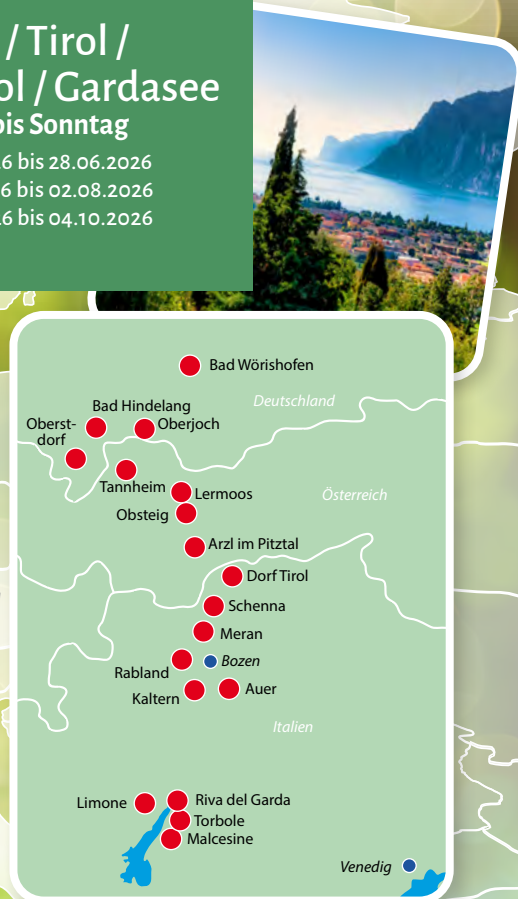 / Tirol /
ol / Gardasee
bis Sonntag
6 bis 28.06.2026
6 bis 02.08.2026
6 bis 04.10.2026
Bad Wörishofen
Deutschland
Bad Hindelang
Oberst-
dorf
Oberjoch
Tannheim
Lermoos
Österreich
Obsteig
Arzl im Pitztal
Dorf Tirol
Schenna
Meran
Rabland
Bozen
Kaltern
Auer
Italien
Limone
Riva del Garda
Torbole
Malcesine
Venedig